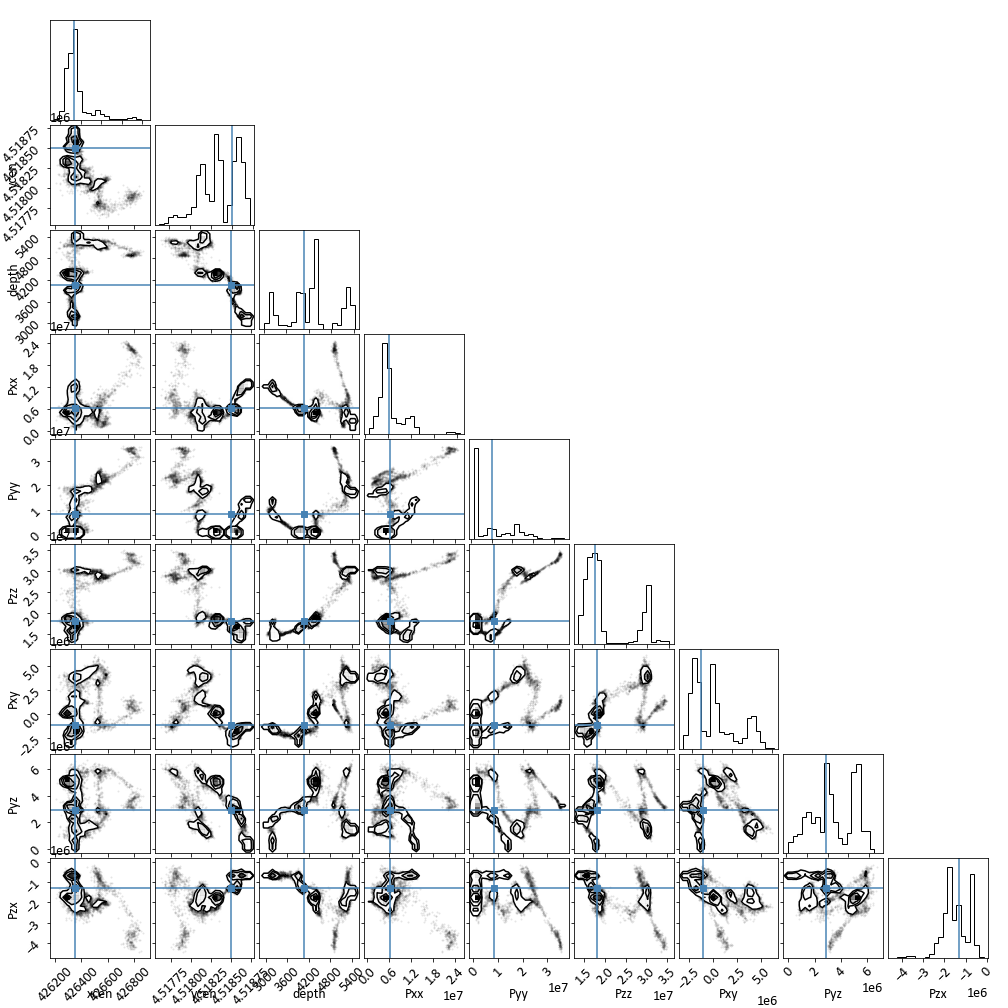 1e6
4.51875
4.51850
4.51825
4.51800
4.51775
ycen
5400
4800
4200
3600
3000
depth
1e7
2.4
1.8
1.2
0.6
0.0
Pxx
1e7
3
2
1
0
Pyy
3.5
3.0
2.5
2.0
1.5
Pzz
1e6
5.0
2.5
0.0
-2.5
Pxy
6
4
2
0
Pyz
1e6
0
-1
-2
-3
-4
Pzx
426200 426400 426600 426800
xcen
4.51775 4.51800 4.51825 4.51850 4.51875
ycen
3000 3600 4200 4800 5400
depth
0.0 0.6 1.2 1.8 2.4
Pxx 1e7
0 1 2 3
Pyy 1e7
1.5 2.0 2.5 3.0 3.5
Pzz 1e7
-2.5 0.0 2.5 5.0
Pxy 1e6
0 2 4 6
Pyz 1e6
-4 -3 -2 -1 0
Pzx 1e6